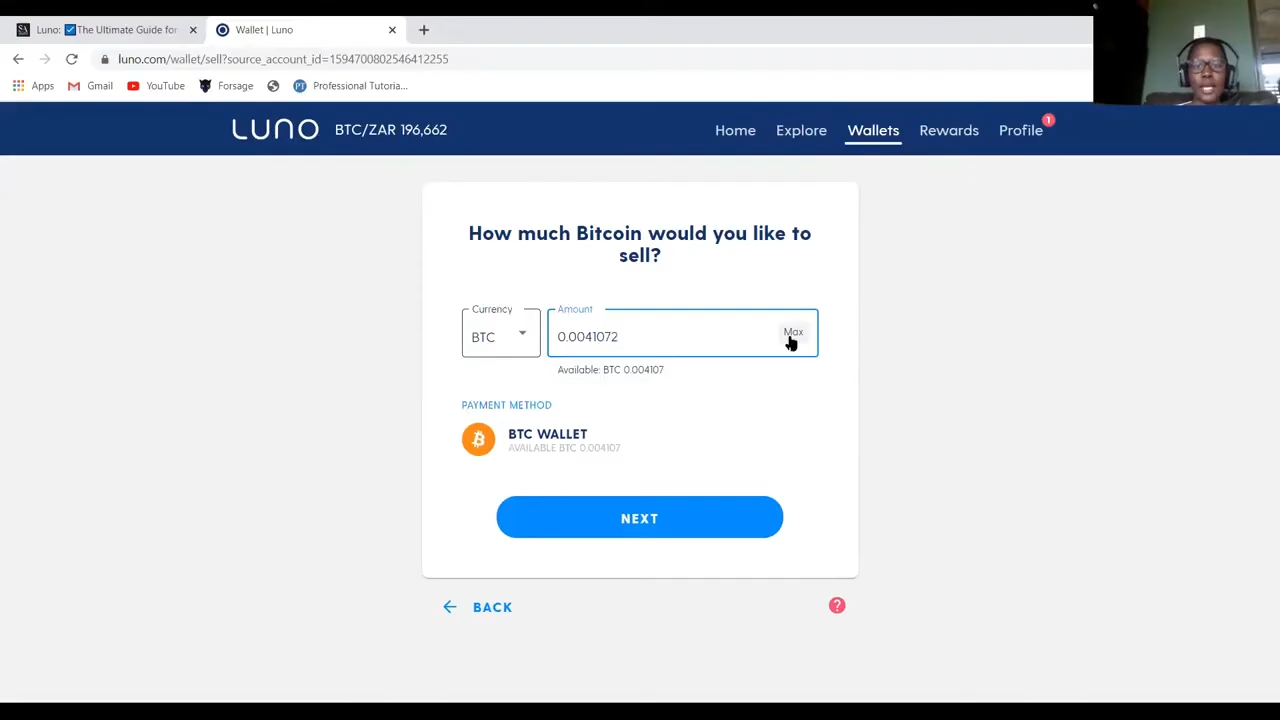 Luno: ☑The Ultimate Guide for
Wallet | Luno
luno.com/wallet/sell?source_account_id=1594700802546412255
Apps
Gmail
YouTube
Forsage
Professional Tutoria...
LUNO
BTC/ZAR 196,662
Home
Explore
Wallets
Rewards
Profile
1
How much Bitcoin would you like to
sell?
Currency
BTC
Amount
0.0041072
Max
Available: BTC 0.004107
PAYMENT METHOD
BTC WALLET
AVAILABLE BTC 0.004107
NEXT
BACK
?